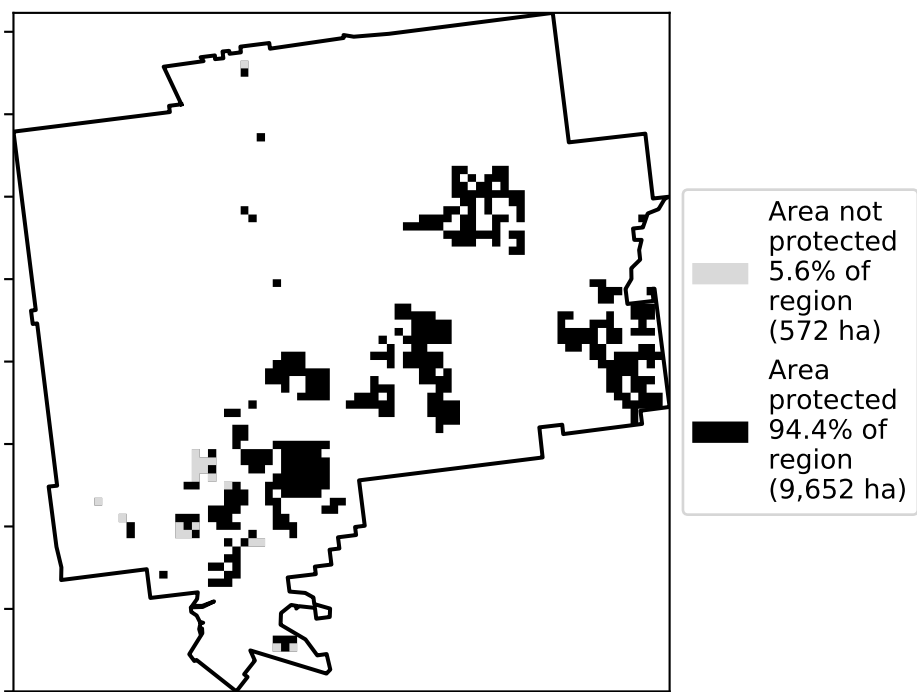 Area not
protected
5.6% of
region
(572 ha)
Area
protected
94.4% of
region
(9,652 ha)